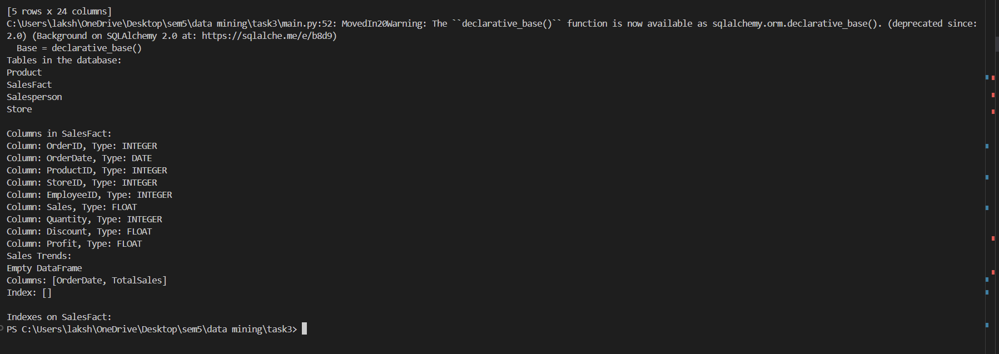 [5 rows x 24 columns]
C:\Users\laksh\OneDrive\Desktop\sem5\data mining\task3\main.py:52: MovedIn20Warning: The ``declarative_base()`` function is now available as sqlalchemy.orm.declarative_base(). (deprecated since:
2.0) (Background on SQLAlchemy 2.0 at: https://sqlalche.me/e/b8d9)
  Base = declarative_base()
Tables in the database:
Product
SalesFact
Salesperson
Store

Columns in SalesFact:
Column: OrderID, Type: INTEGER
Column: OrderDate, Type: DATE
Column: ProductID, Type: INTEGER
Column: StoreID, Type: INTEGER
Column: EmployeeID, Type: INTEGER
Column: Sales, Type: FLOAT
Column: Quantity, Type: INTEGER
Column: Discount, Type: FLOAT
Column: Profit, Type: FLOAT
Sales Trends:
Empty DataFrame
Columns: [OrderDate, TotalSales]
Index: []

Indexes on SalesFact:
PS C:\Users\laksh\OneDrive\Desktop\sem5\data mining\task3>